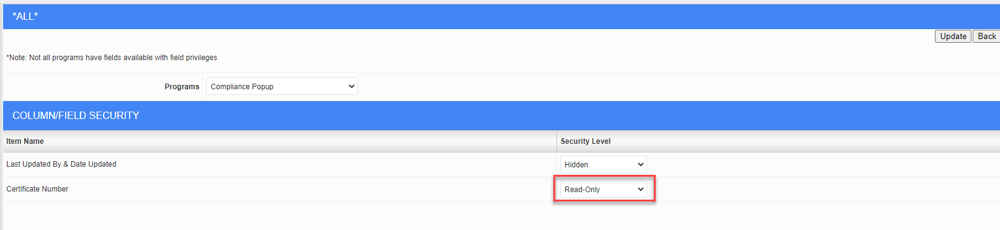 *ALL*
Update Back
*Note: Not all programs have fields available with field privileges
Programs Compliance Popup
COLUMN/FIELD SECURITY
Item Name Security Level
Last Updated By & Date Updated Hidden
Certificate Number Read-Only